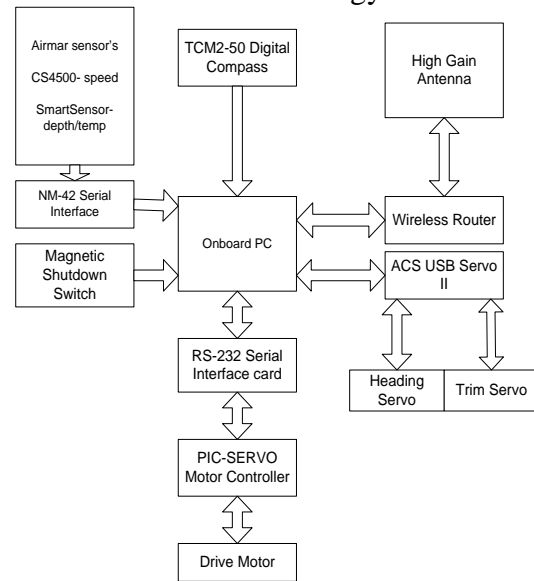 Airmar sensor's
CS4500- speed
SmartSensor-
depth/temp
TCM2-50 Digital
Compass
High Gain
Antenna
NM-42 Serial
Interface
Onboard PC
Wireless Router
Magnetic
Shutdown
Switch
ACS USB Servo
II
RS-232 Serial
Interface card
Heading
Servo
Trim Servo
PIC-SERVO
Motor Controller
Drive Motor